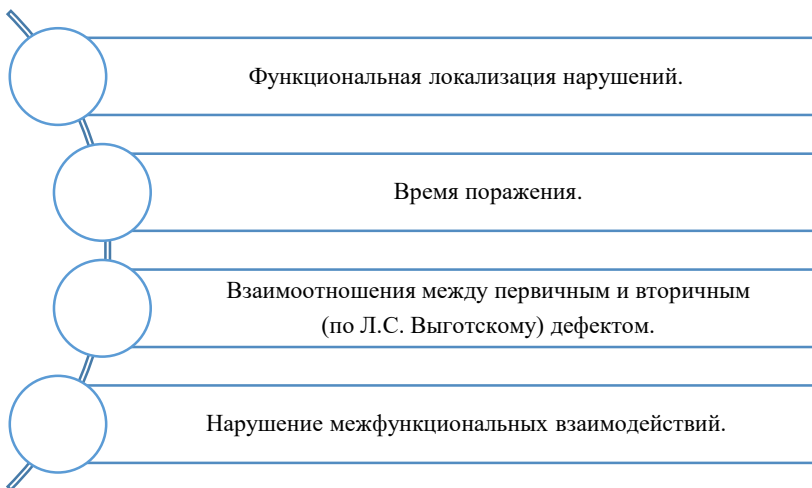 Функциональная локализация нарушений.
Время поражения.
Взаимоотношения между первичным и вторичным
(по Л.С. Выготскому) дефектом.
Нарушение межфункциональных взаимодействий.